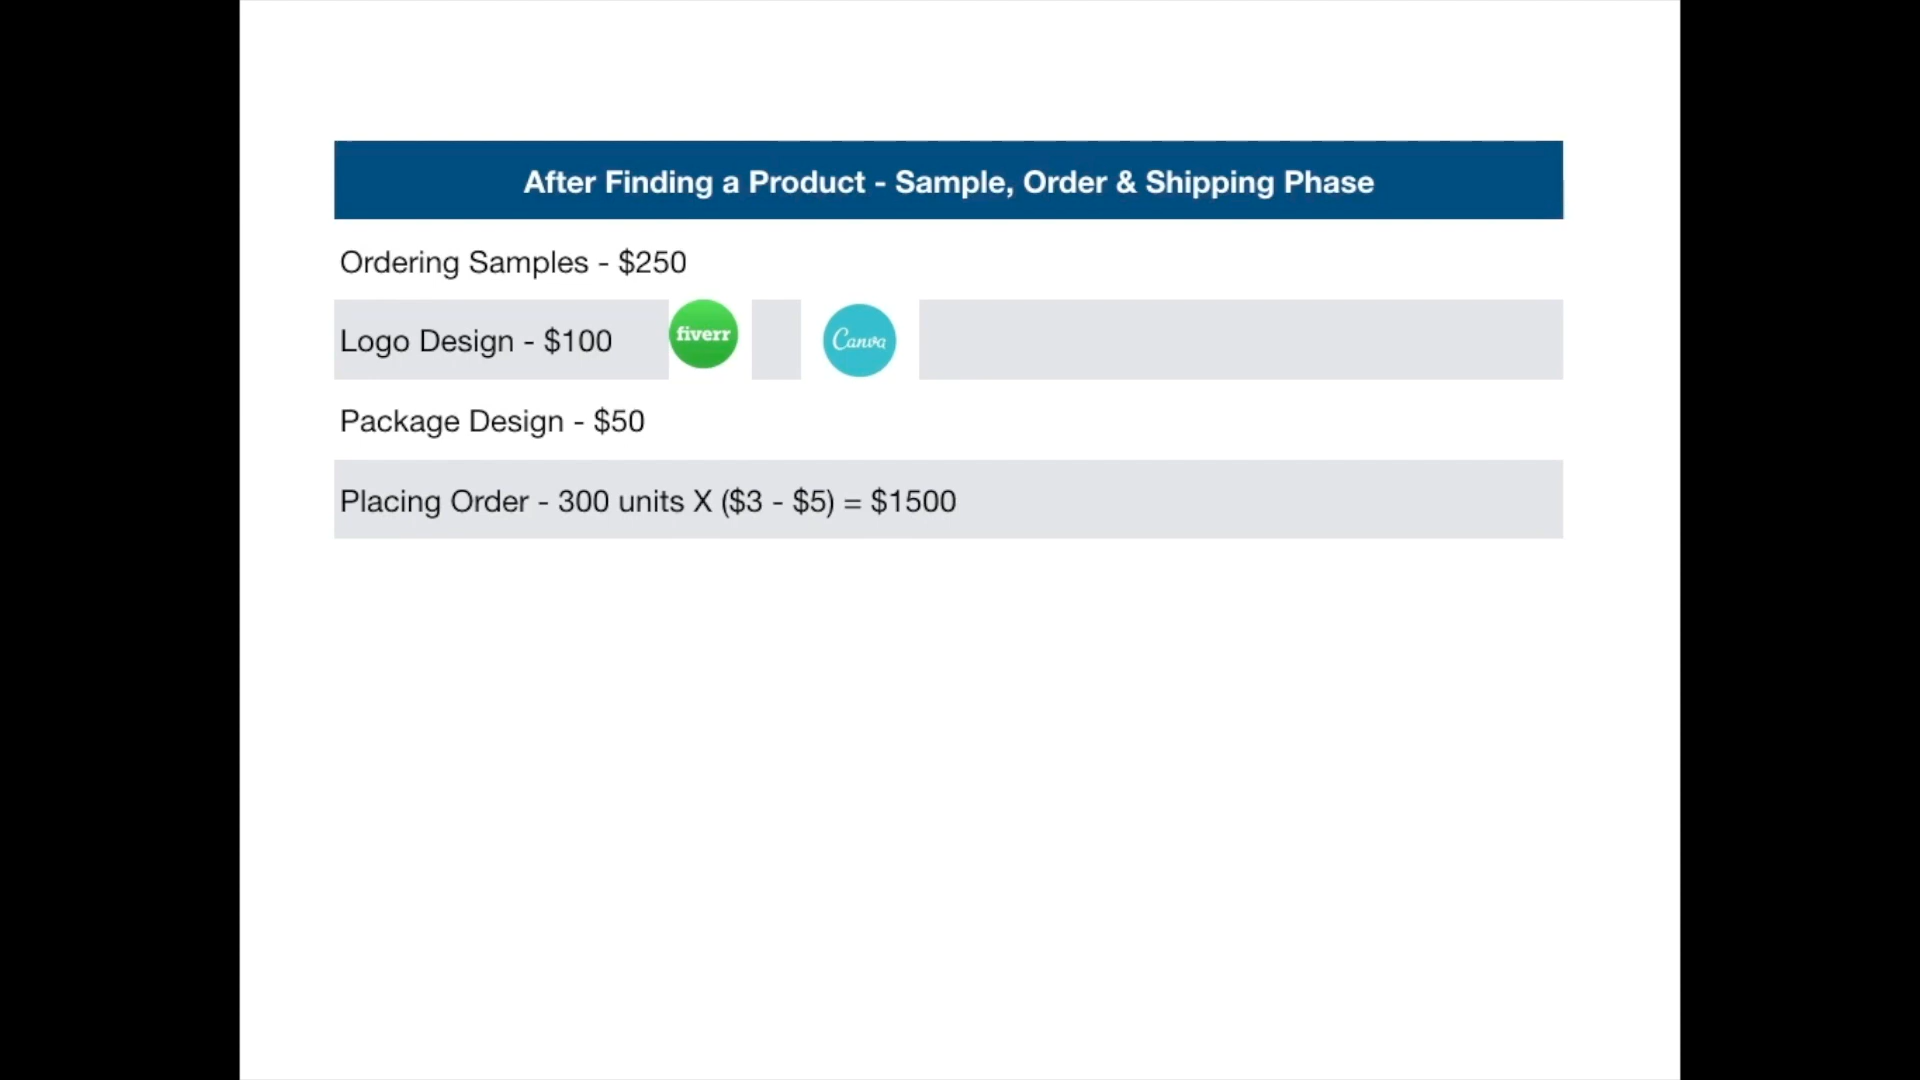 After Finding a Product - Sample, Order & Shipping Phase
Ordering Samples - $250
Logo Design - $100 fiverr Canva
Package Design - $50
Placing Order - 300 units X ($3 - $5) = $1500